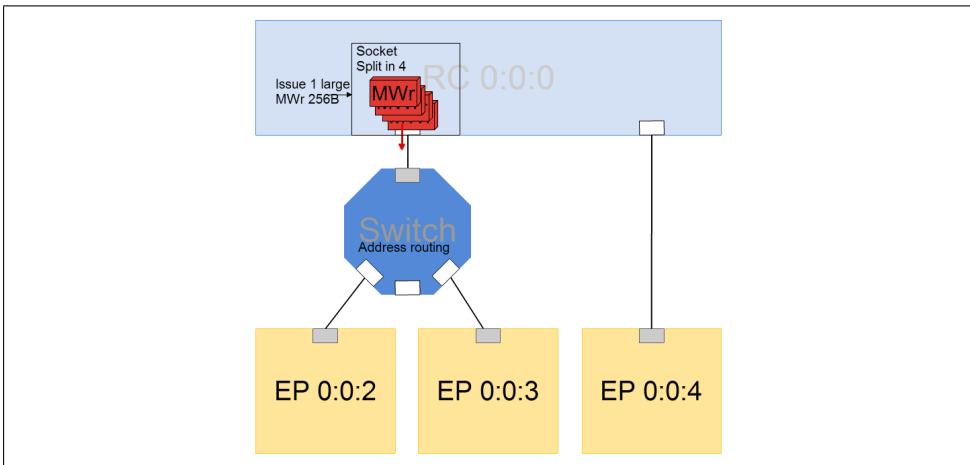 Socket
Split in 4
RC 0:0:0
Issue 1 large
MWr 256B
MWr
Switch
Address routing
EP 0:0:2
EP 0:0:3
EP 0:0:4